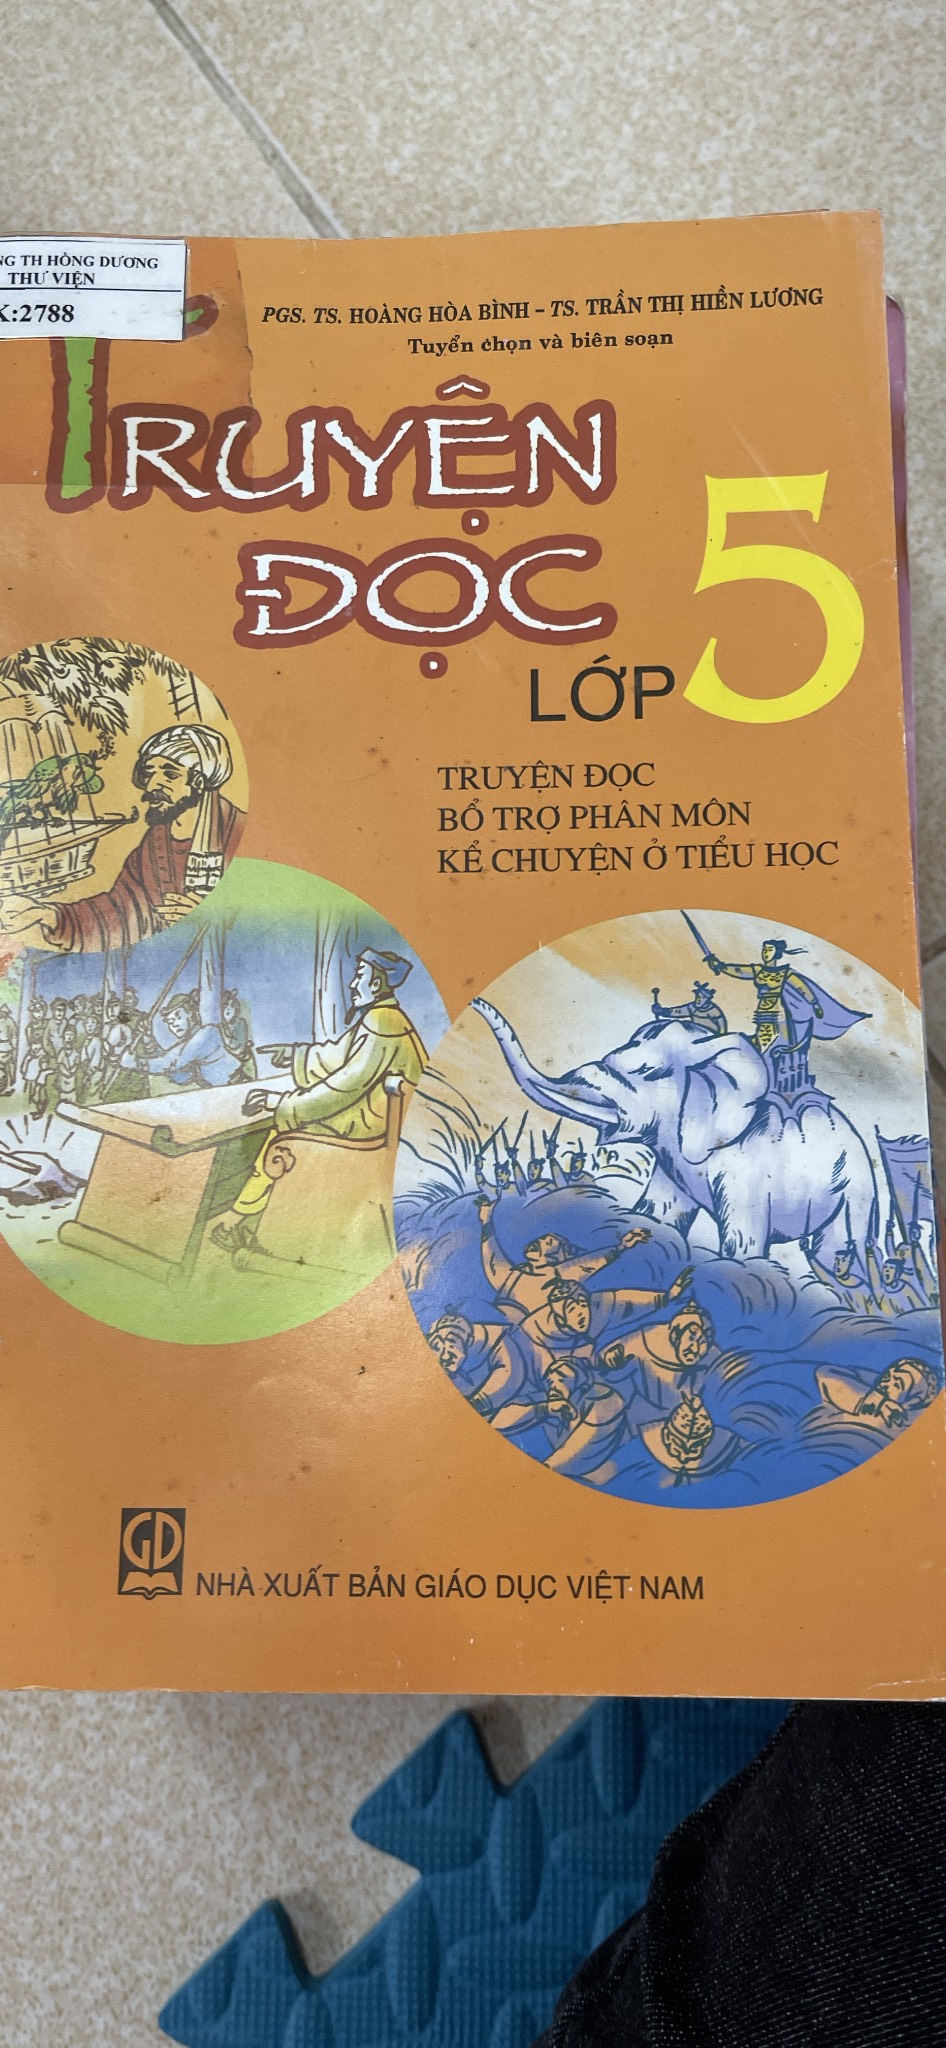 TH HỒNG DƯƠNG
THƯ VIỆN
K:2788
PGS. TS. HOÀNG HÒA BÌNH – TS. TRẦN THỊ HIỀN LƯƠNG
Tuyển chọn và biên soạn
TRUYỆN
ĐỌC
LỚP 5
TRUYỆN ĐỌC
BỔ TRỢ PHÂN MÔN
KỂ CHUYỆN Ở TIỂU HỌC
GD
NHÀ XUẤT BẢN GIÁO DỤC VIỆT NAM